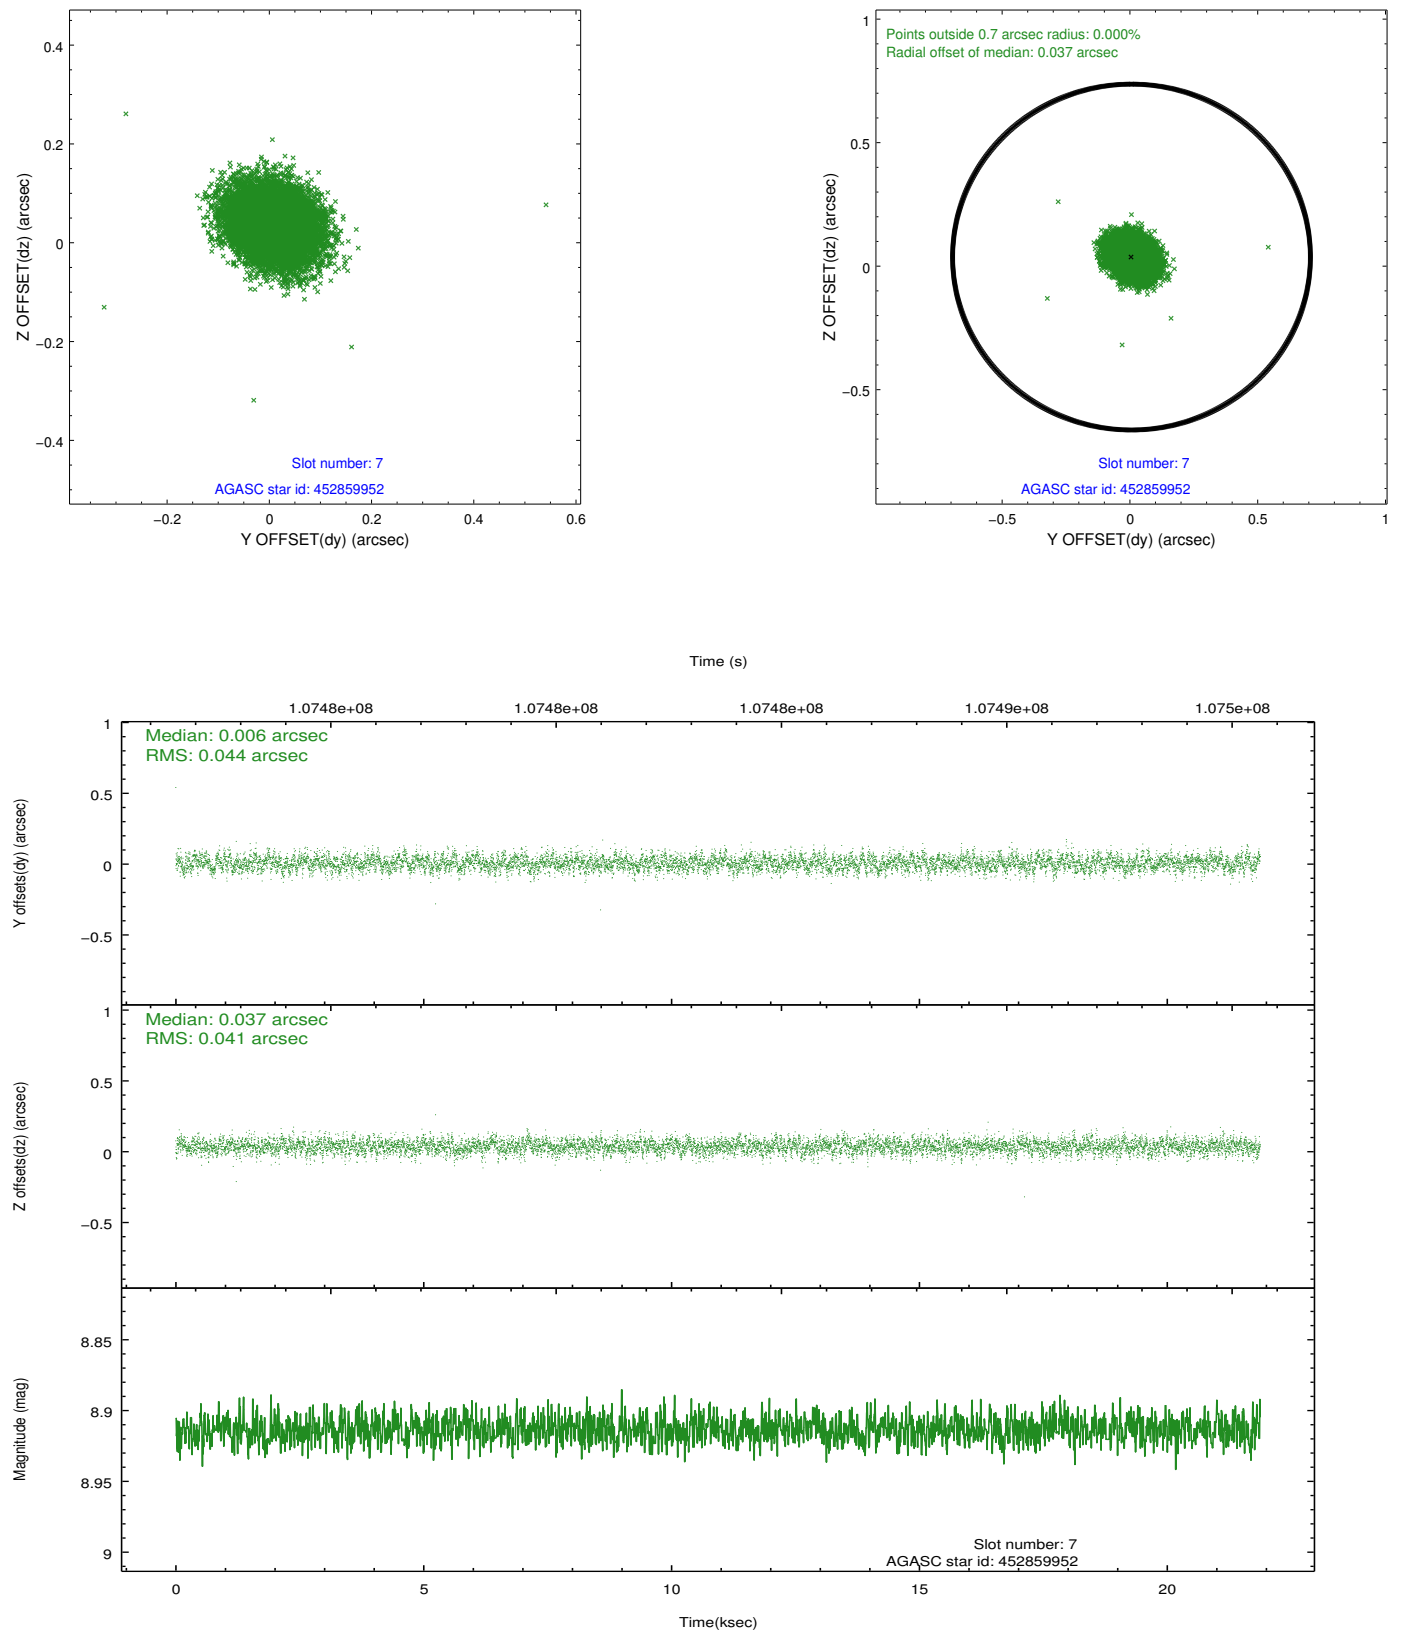 0.4
0.2
0
−0.2
−0.4
Z OFFSET(dz) (arcsec)
Slot number: 7
AGASC star id: 452859952
−0.2 0 0.2 0.4 0.6
Y OFFSET(dy) (arcsec)
Points outside 0.7 arcsec radius: 0.000%
Radial offset of median: 0.037 arcsec
1
0.5
0
−0.5
Z OFFSET(dz) (arcsec)
Slot number: 7
AGASC star id: 452859952
−0.5 0 0.5 1
Y OFFSET(dy) (arcsec)
Time (s)
1.0748e+08 1.0748e+08 1.0748e+08 1.0749e+08 1.075e+08
Median: 0.006 arcsec
RMS: 0.044 arcsec
1
0.5
0
−0.5
Y offsets(dy) (arcsec)
Median: 0.037 arcsec
RMS: 0.041 arcsec
1
0.5
0
−0.5
Z offsets(dz) (arcsec)
8.85
8.9
8.95
9
Magnitude (mag)
Slot number: 7
AGASC star id: 452859952
0 5 10 15 20
Time(ksec)